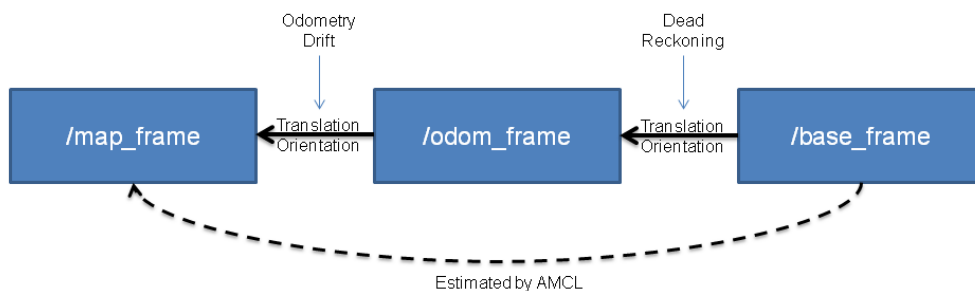 Odometry
Drift
Dead
Reckoning
/map_frame
Translation
Orientation
/odom_frame
Translation
Orientation
/base_frame
Estimated by AMCL